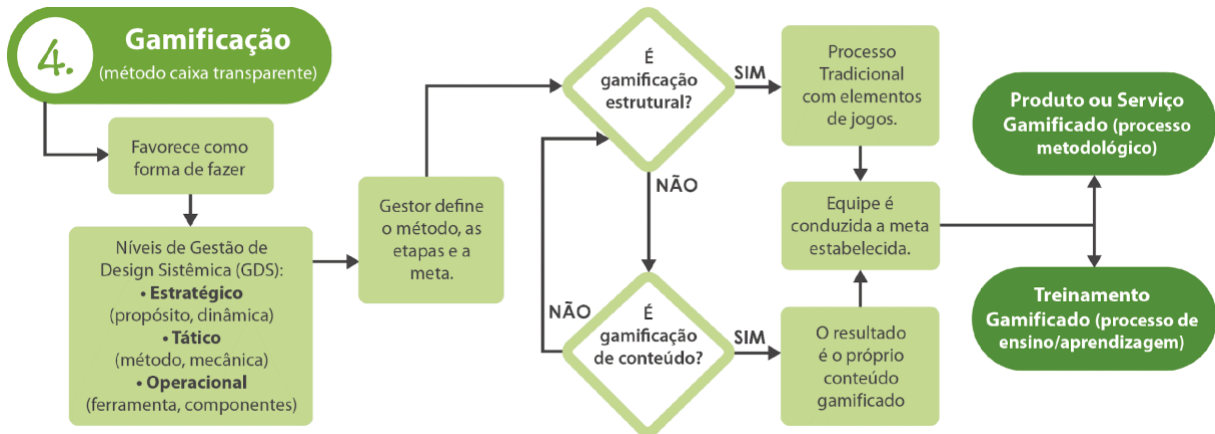 4.
Gamificação
(método caixa transparente)
Favorece como
forma de fazer
Níveis de Gestão de
Design Sistêmica (GDS):
• Estratégico
(propósito, dinâmica)
• Tático
(método, mecânica)
• Operacional
(ferramenta, componentes)
Gestor define
o método, as
etapas e a
meta.
É
gamificação
estrutural?
SIM
NÃO
Processo
Tradicional
com elementos
de jogos.
É
gamificação
de conteúdo?
NÃO
SIM
O resultado
é o próprio
conteúdo
gamificado
Equipe é
conduzida a meta
estabelecida.
Produto ou Serviço
Gamificado (processo
metodológico)
Treinamento
Gamificado (processo de
ensino/aprendizagem)